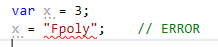 var x = 3;
x = "Fpoly";     // ERROR